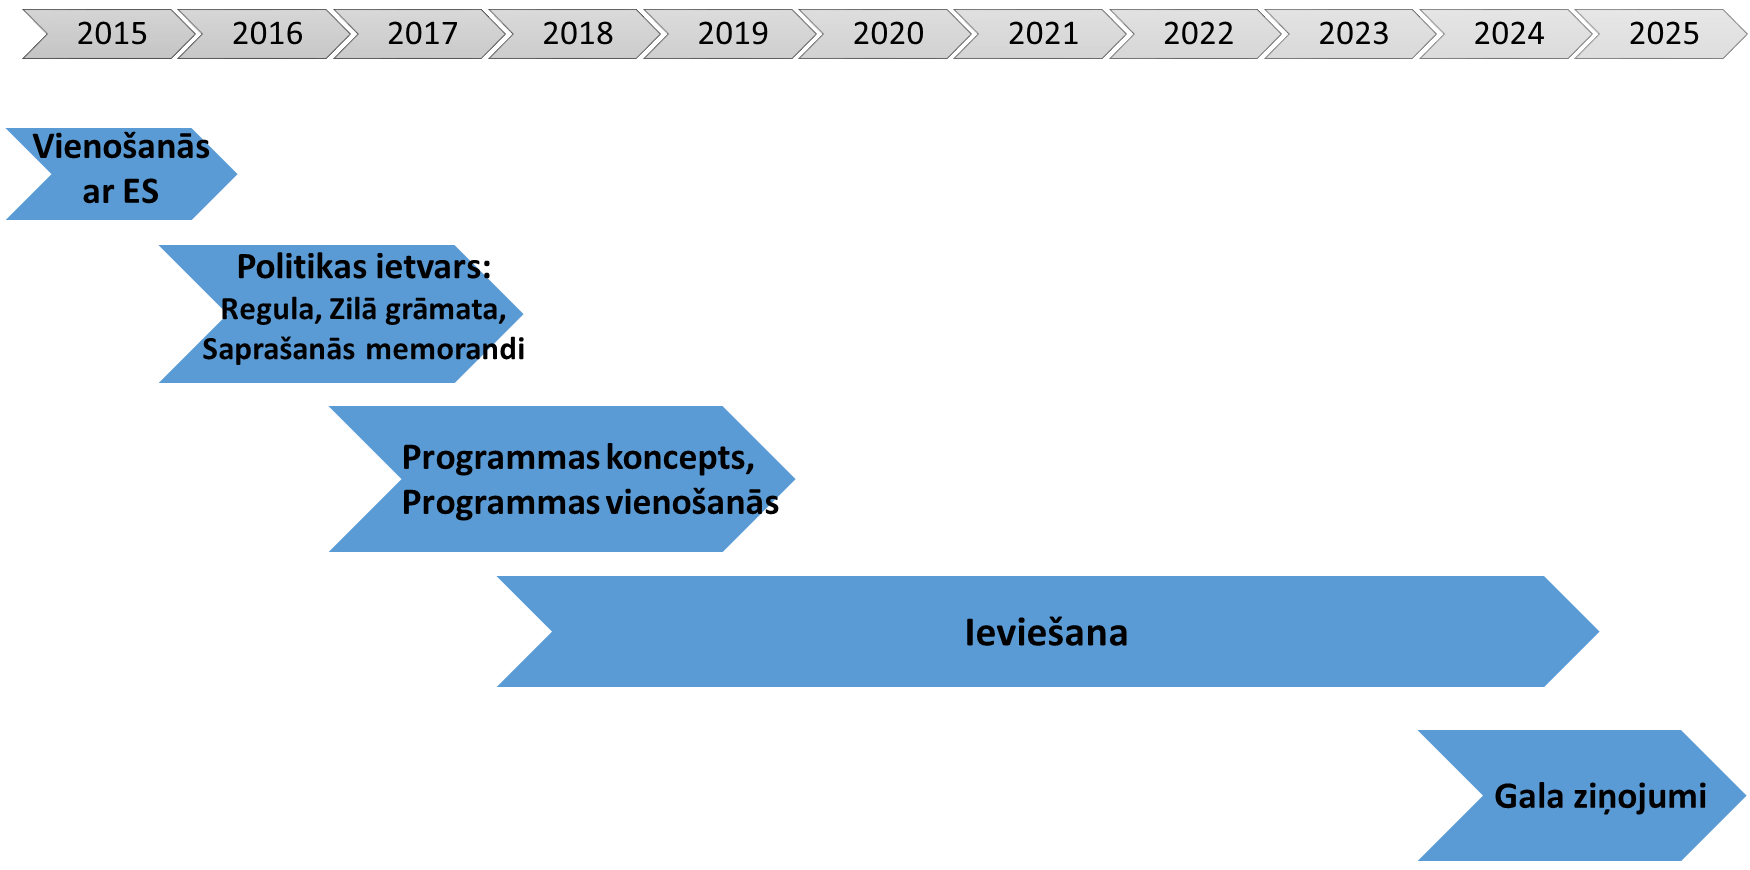 2015 2016 2017 2018 2019 2020 2021 2022 2023 2024 2025
Vienošanās
ar ES
Politikas ietvars:
Regula, Zilā grāmata,
Saprašanās memorandi
Programmas koncepts,
Programmas vienošanās
Ieviešana
Gala ziņojumi